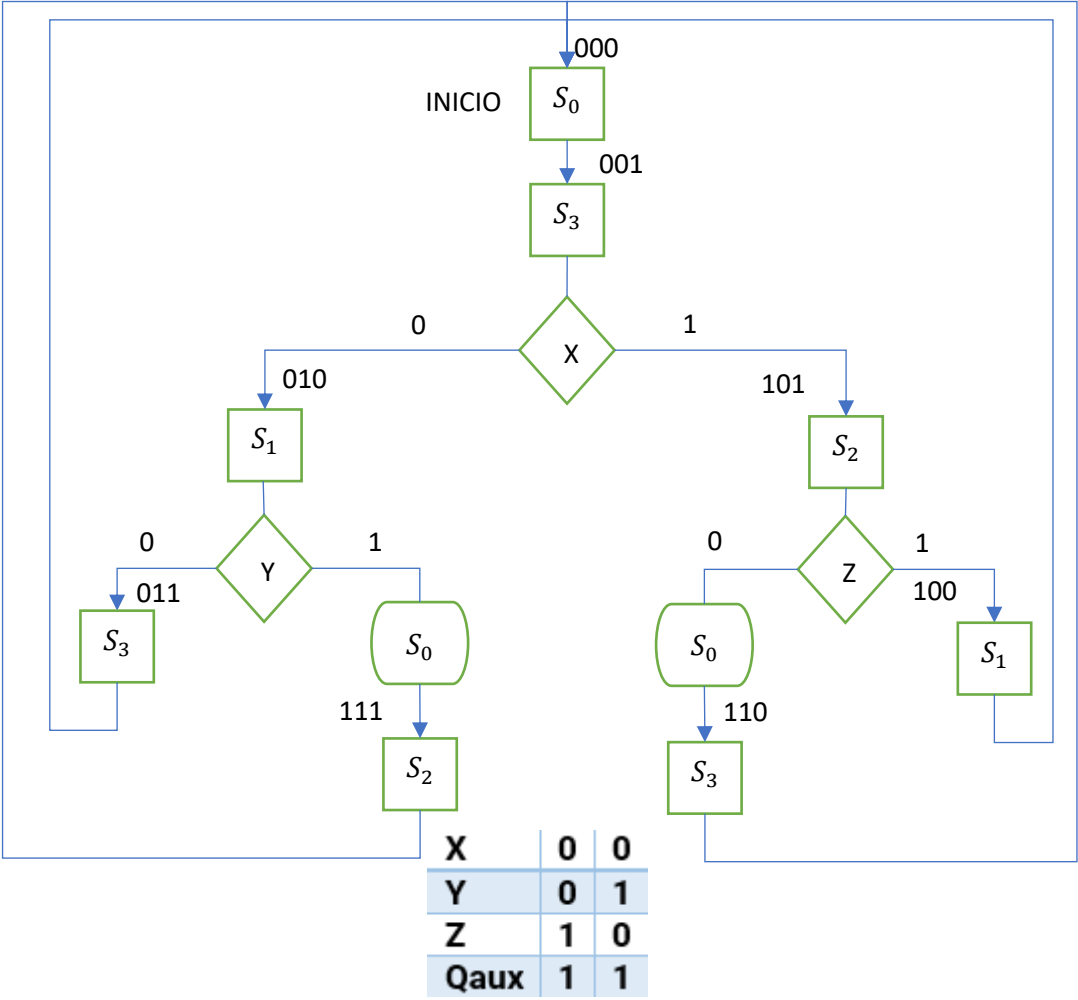 000
INICIO S₀
001
S₃
0 X 1
010 101
S₁ S₂
0 Y 1 0 Z 1
011 100
S₃ S₀ S₀ S₁
111 110
S₂ S₃
X 0 0
Y 0 1
Z 1 0
Qaux 1 1